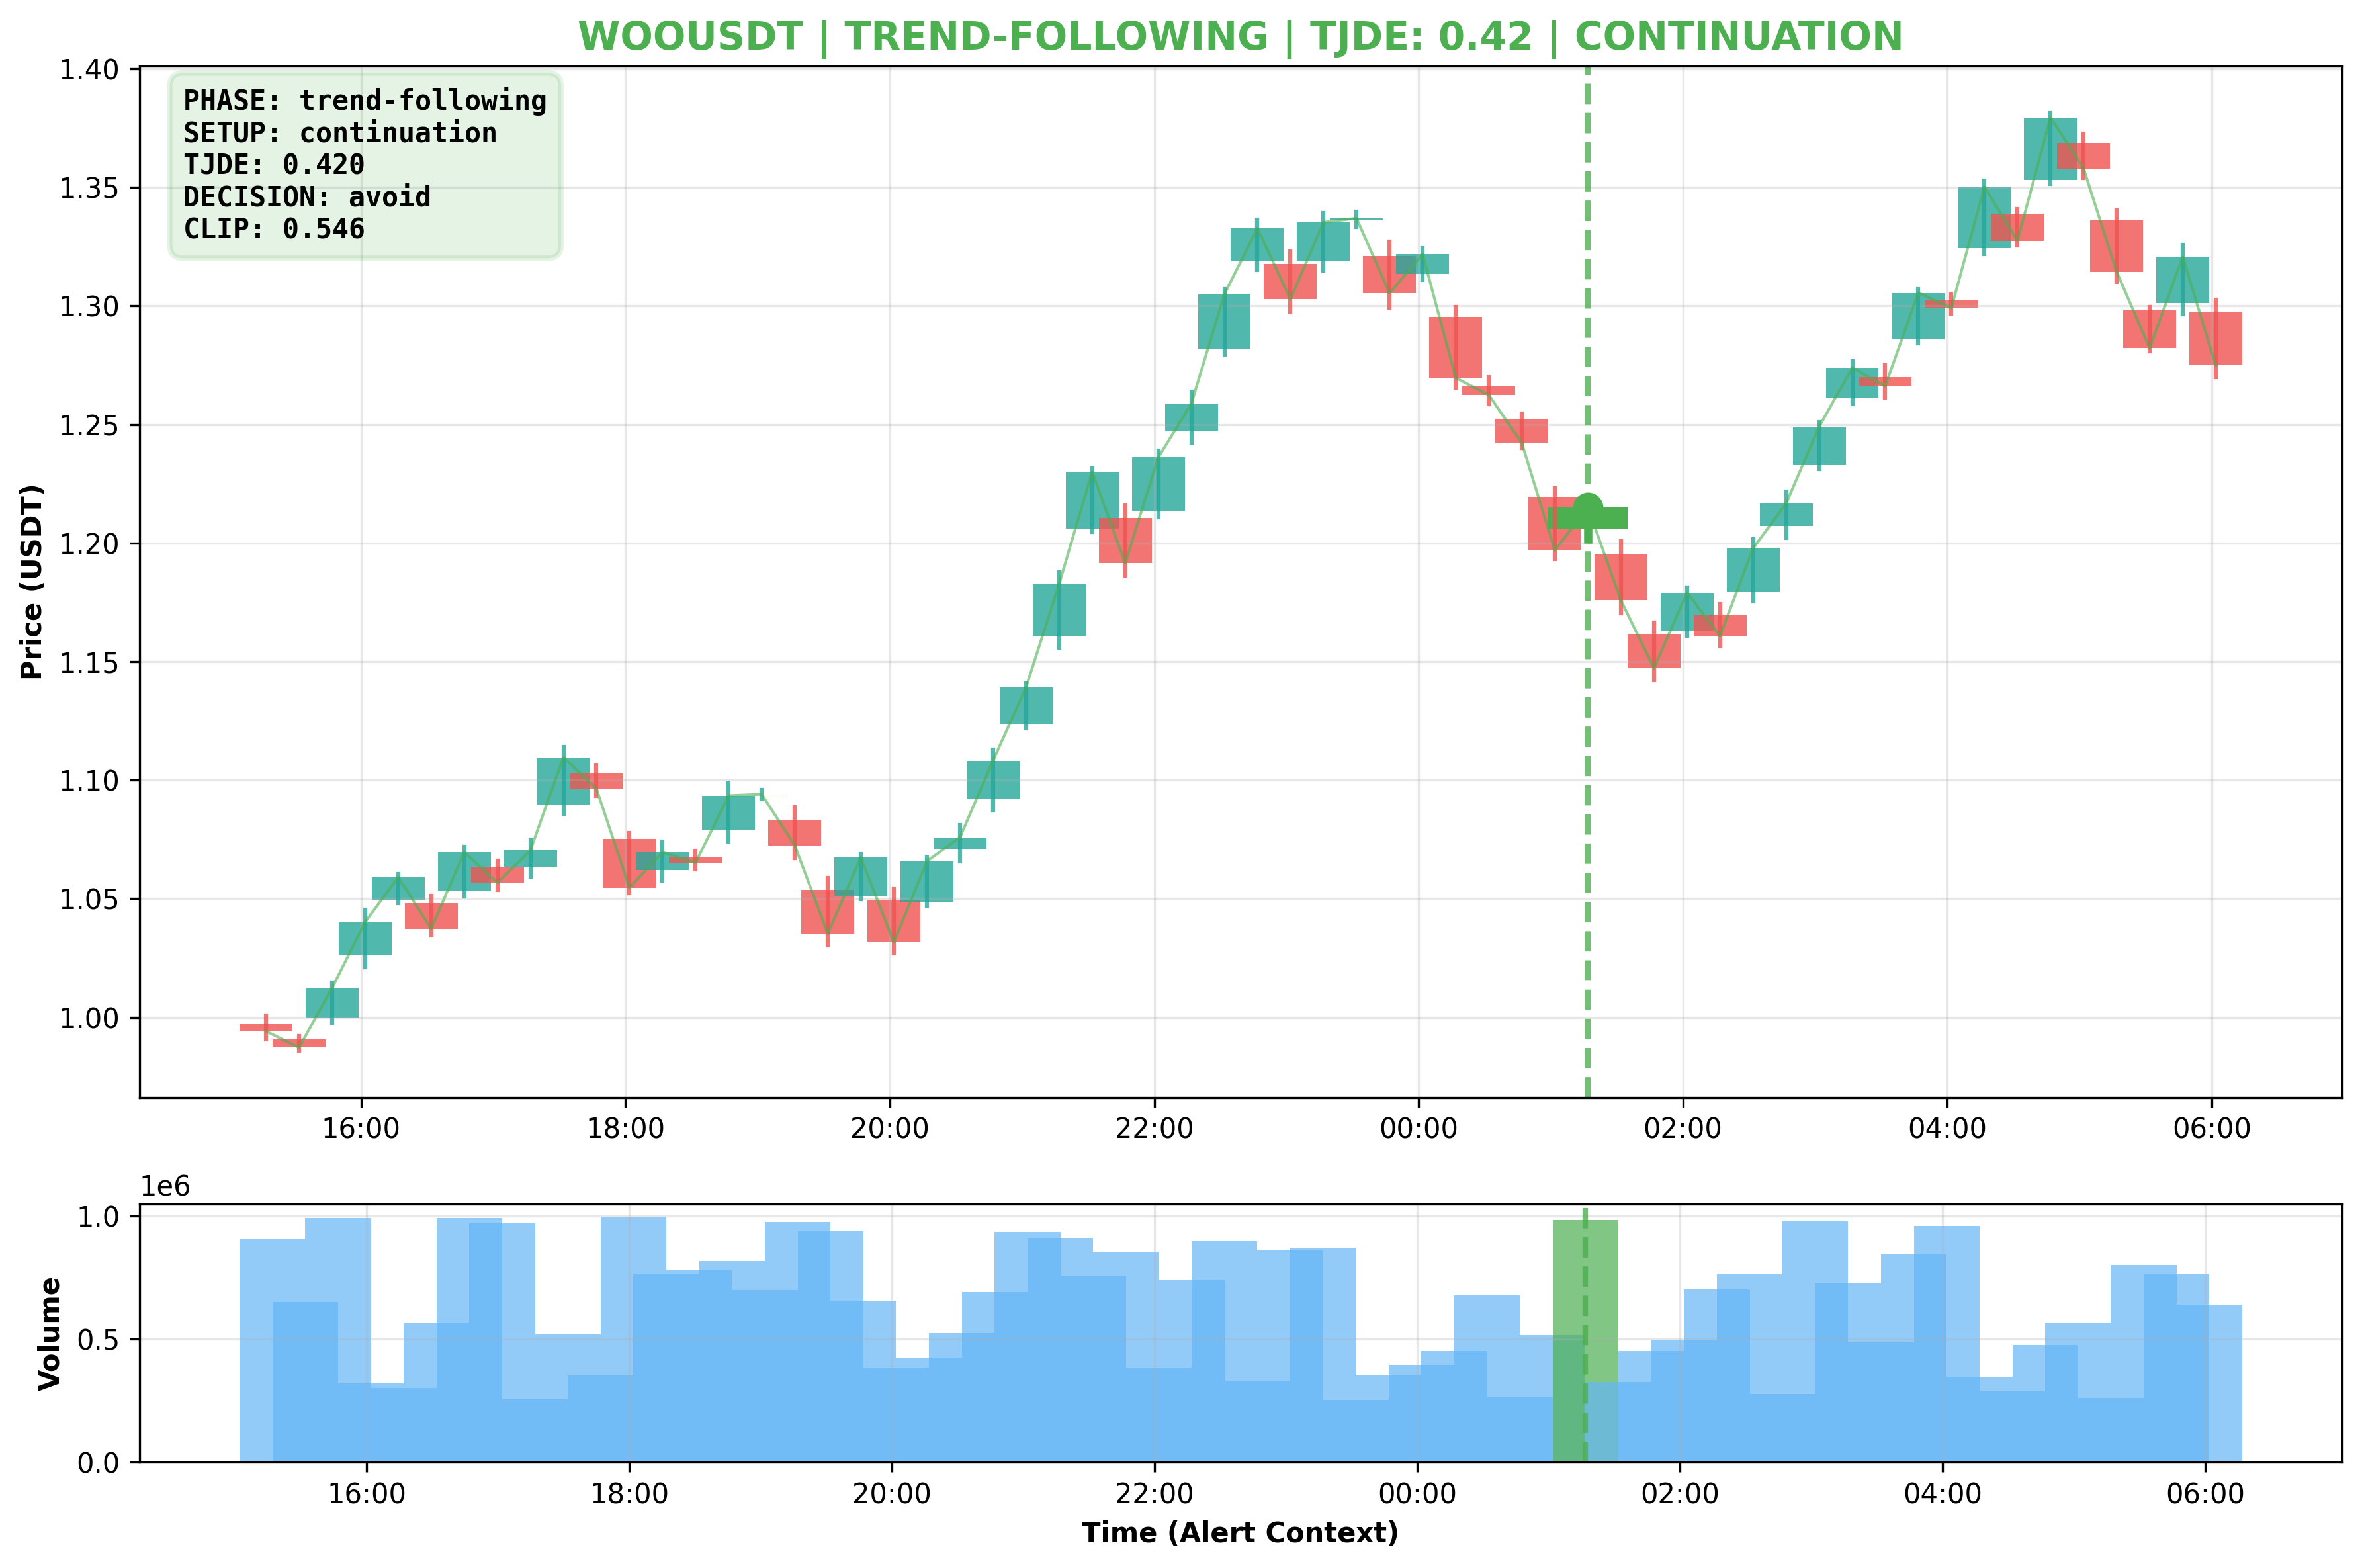 WOOUSDT | TREND-FOLLOWING | TJDE: 0.42 | CONTINUATION
PHASE: trend-following
SETUP: continuation
TJDE: 0.420
DECISION: avoid
CLIP: 0.546
Price (USDT)
1.40
1.35
1.30
1.25
1.20
1.15
1.10
1.05
1.00
16:00 18:00 20:00 22:00 00:00 02:00 04:00 06:00
1e6
Volume
1.0
0.5
0.0
16:00 18:00 20:00 22:00 00:00 02:00 04:00 06:00
Time (Alert Context)